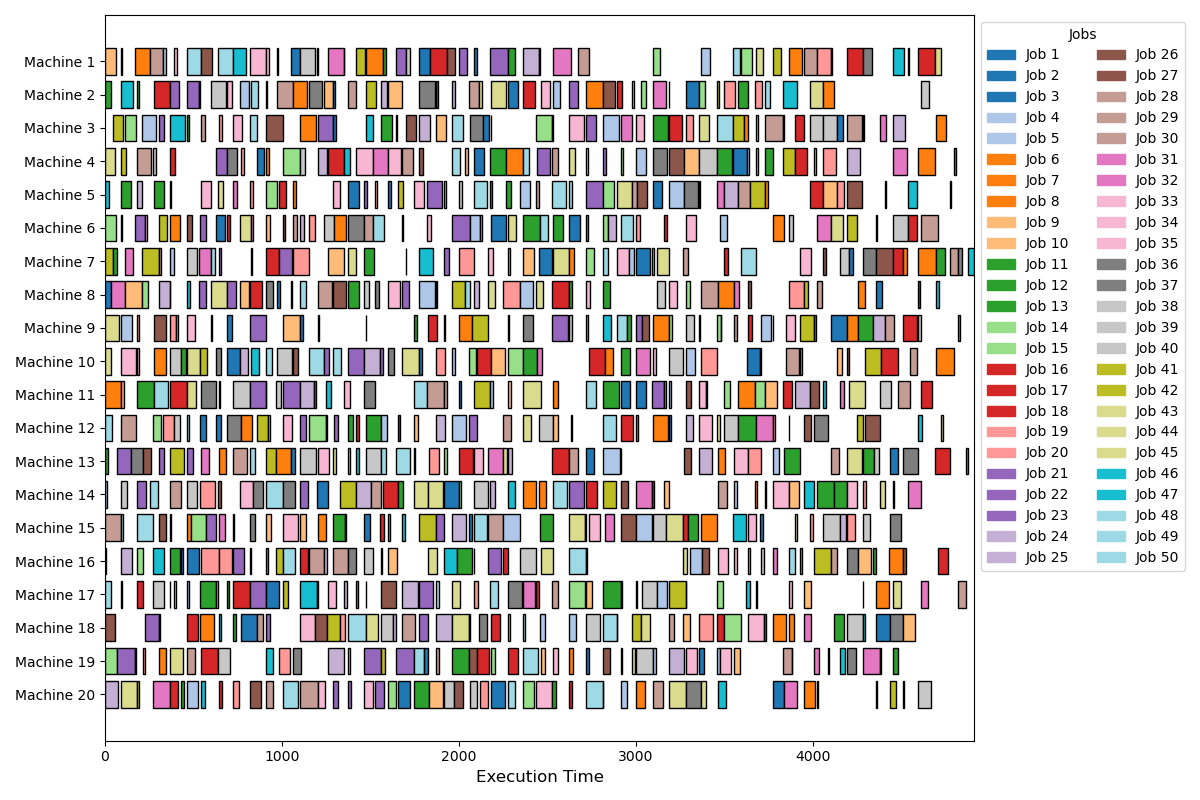 Machine 1
Machine 2
Machine 3
Machine 4
Machine 5
Machine 6
Machine 7
Machine 8
Machine 9
Machine 10
Machine 11
Machine 12
Machine 13
Machine 14
Machine 15
Machine 16
Machine 17
Machine 18
Machine 19
Machine 20
0 1000 2000 3000 4000
Execution Time
Jobs
Job 1
Job 2
Job 3
Job 4
Job 5
Job 6
Job 7
Job 8
Job 9
Job 10
Job 11
Job 12
Job 13
Job 14
Job 15
Job 16
Job 17
Job 18
Job 19
Job 20
Job 21
Job 22
Job 23
Job 24
Job 25
Job 26
Job 27
Job 28
Job 29
Job 30
Job 31
Job 32
Job 33
Job 34
Job 35
Job 36
Job 37
Job 38
Job 39
Job 40
Job 41
Job 42
Job 43
Job 44
Job 45
Job 46
Job 47
Job 48
Job 49
Job 50